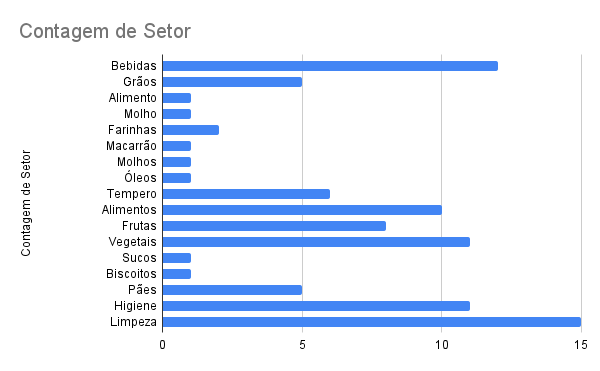 Contagem de Setor
Contagem de Setor
Bebidas
Grãos
Alimento
Molho
Farinhas
Macarrão
Molhos
Óleos
Tempero
Alimentos
Frutas
Vegetais
Sucos
Biscoitos
Pães
Higiene
Limpeza
0 5 10 15